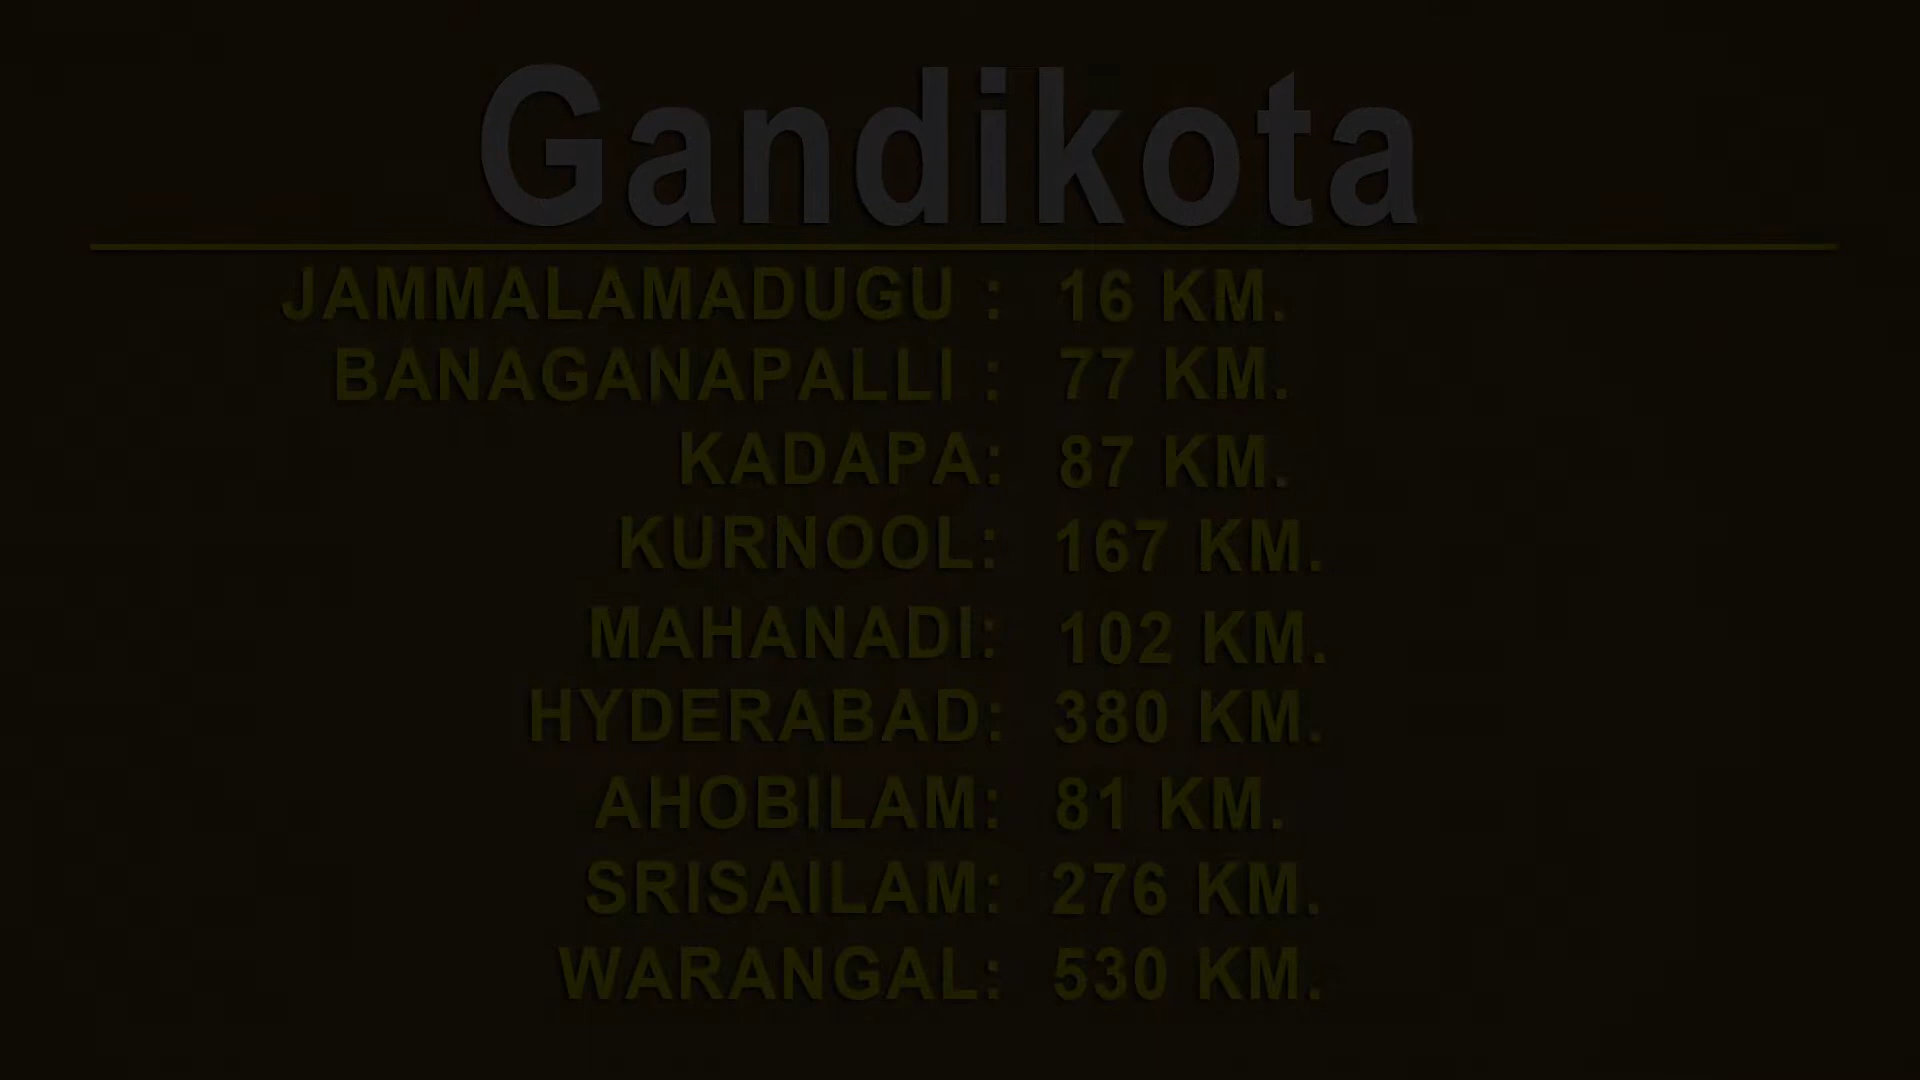 Gandikota
JAMMALAMADUGU : 16 KM.
BANAGANAPALLI : 77 KM.
KADAPA: 87 KM.
KURNOOL: 167 KM.
MAHANADI: 102 KM.
HYDERABAD: 380 KM.
AHOBILAM: 81 KM.
SRISAILAM: 276 KM.
WARANGAL: 530 KM.